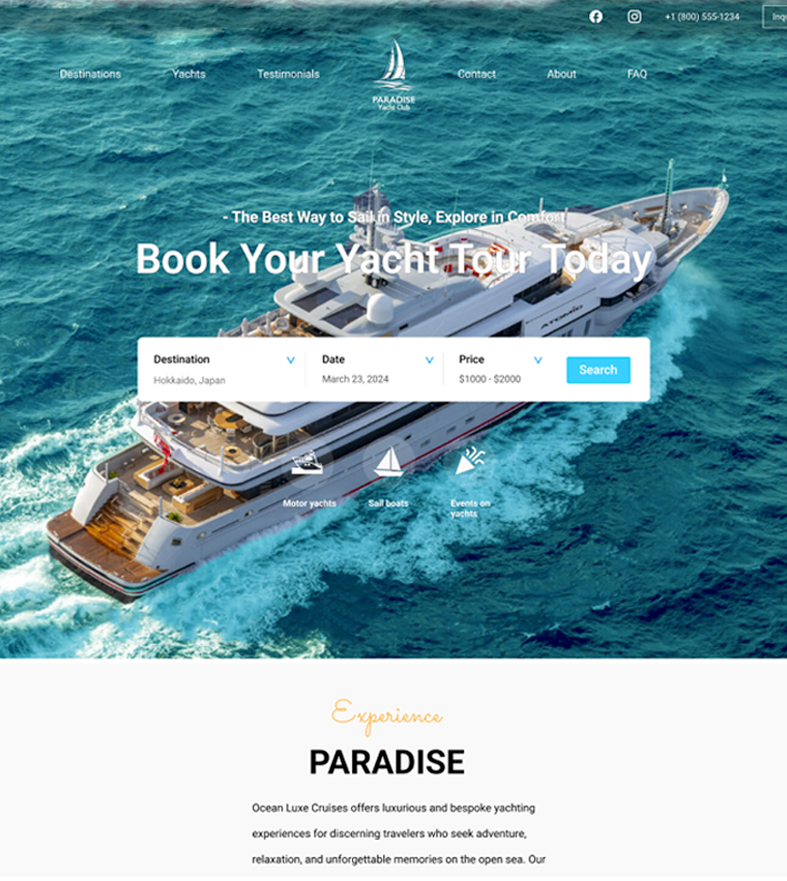 +1 (800) 555-1234
Inqu
Destinations Yachts Testimonials Contact About FAQ
PARADISE
Yacht Club
- The Best Way to Sail in Style, Explore in Comfort
Book Your Yacht Tour Today
ATOMIC
Destination Date Price
Hokkaido, Japan March 23, 2024 $1000 - $2000
Search
Motor yachts Sail boats Events on
yachts
Experience
PARADISE
Ocean Luxe Cruises offers luxurious and bespoke yachting
experiences for discerning travelers who seek adventure,
relaxation, and unforgettable memories on the open sea. Our